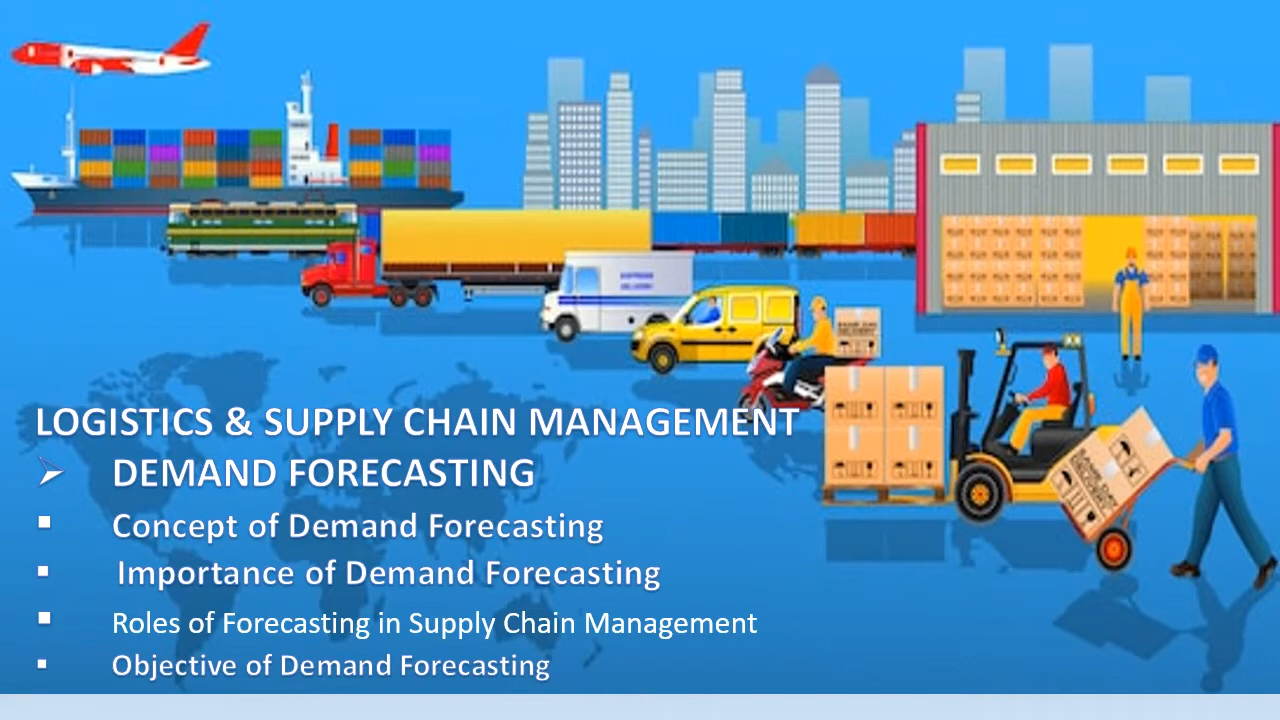 LOGISTICS & SUPPLY CHAIN MANAGEMENT
➢ DEMAND FORECASTING
▪ Concept of Demand Forecasting
▪ Importance of Demand Forecasting
▪ Roles of Forecasting in Supply Chain Management
▪ Objective of Demand Forecasting